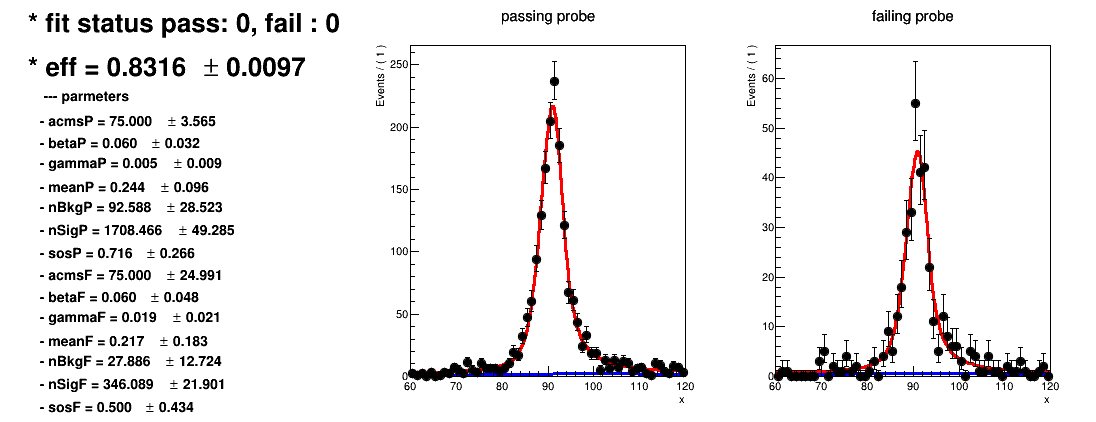 * fit status pass: 0, fail : 0
* eff = 0.8316 ± 0.0097
--- parmeters
- acmsP = 75.000 ± 3.565
- betaP = 0.060 ± 0.032
- gammaP = 0.005 ± 0.009
- meanP = 0.244 ± 0.096
- nBkgP = 92.588 ± 28.523
- nSigP = 1708.466 ± 49.285
- sosP = 0.716 ± 0.266
- acmsF = 75.000 ± 24.991
- betaF = 0.060 ± 0.048
- gammaF = 0.019 ± 0.021
- meanF = 0.217 ± 0.183
- nBkgF = 27.886 ± 12.724
- nSigF = 346.089 ± 21.901
- sosF = 0.500 ± 0.434
passing probe
Events / ( 1 )
250
200
150
100
50
0
60 70 80 90 100 110 120
x
failing probe
Events / ( 1 )
60
50
40
30
20
10
0
60 70 80 90 100 110 120
x